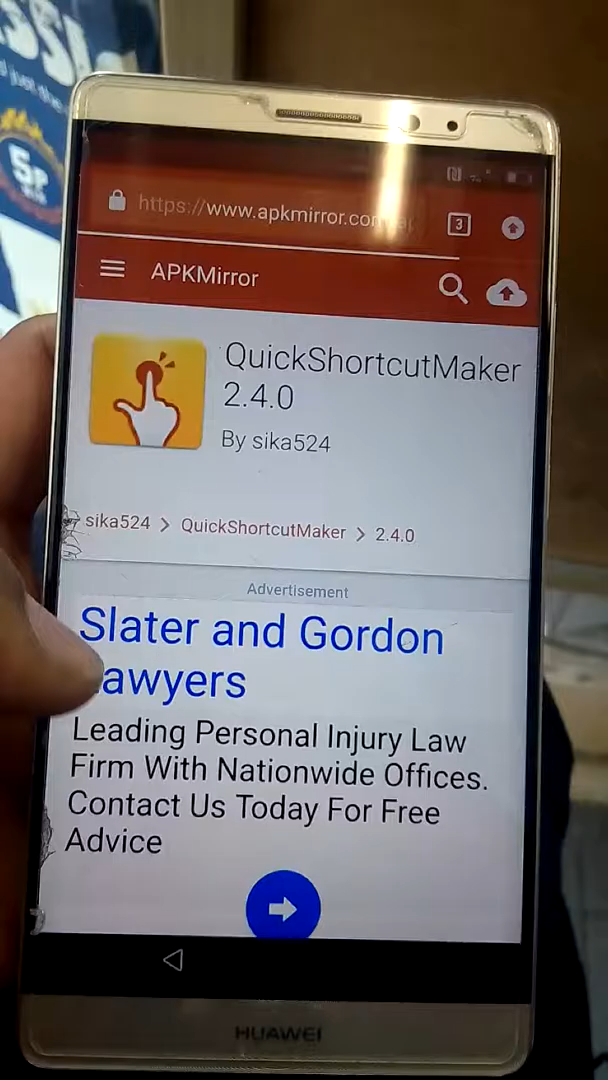 https://www.apkmirror.com
3
APKMirror
QuickShortcutMaker
2.4.0
By sika524
sika524 > QuickShortcutMaker > 2.4.0
Advertisement
Slater and Gordon
Lawyers
Leading Personal Injury Law
Firm With Nationwide Offices.
Contact Us Today For Free
Advice
HUAWEI